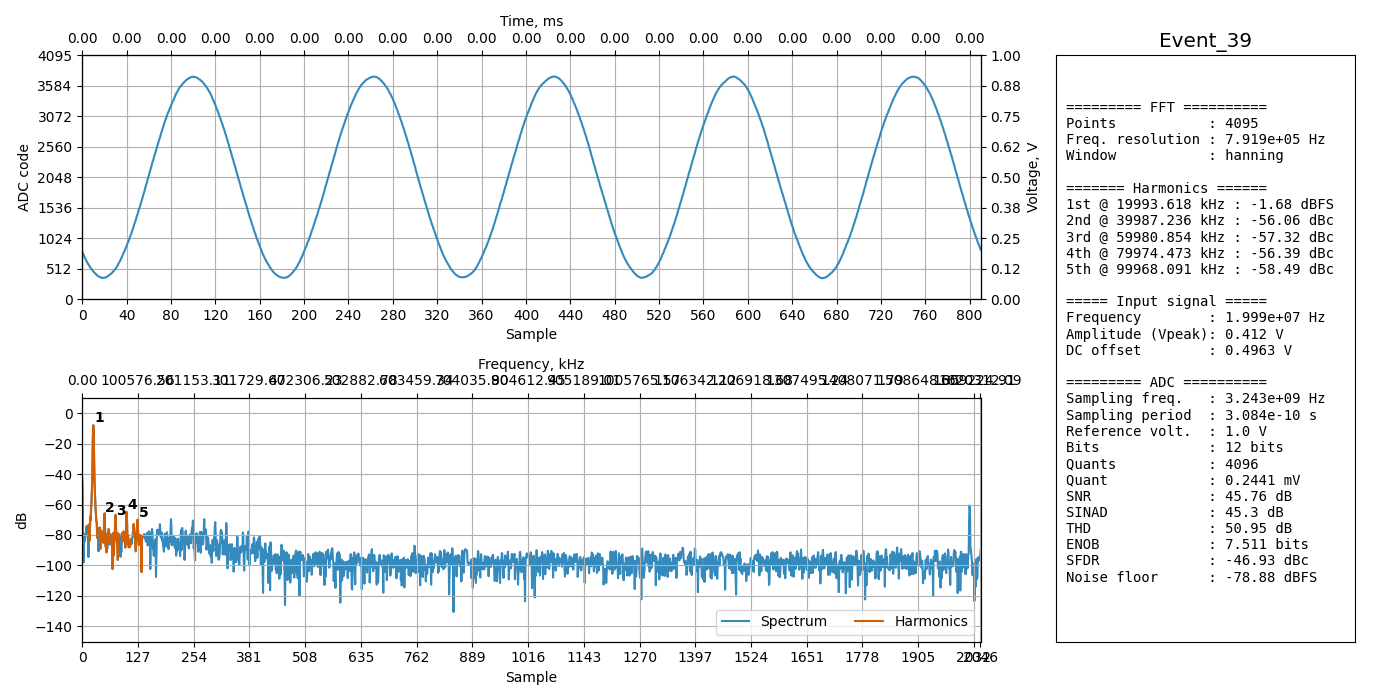 Time, ms
0.00 0.00 0.00 0.00 0.00 0.00 0.00 0.00 0.00 0.00 0.00 0.00 0.00 0.00 0.00 0.00 0.00 0.00 0.00 0.00 0.00
4095
3584
3072
2560
2048
1536
1024
512
0
ADC code
1.00
0.88
0.75
0.62
0.50
0.38
0.25
0.12
0.00
Voltage, V
0 40 80 120 160 200 240 280 320 360 400 440 480 520 560 600 640 680 720 760 800
Sample
Frequency, kHz
0.00
0
−20
−40
−60
−80
−100
−120
−140
dB
1
2
3
4
5
Spectrum
Harmonics
0 127 254 381 508 635 762 889 1016 1143 1270 1397 1524 1651 1778 1905
Sample
Event_39
========= FFT ==========
Points : 4095
Freq. resolution : 7.919e+05 Hz
Window : hanning
======= Harmonics ======
1st @ 19993.618 kHz : -1.68 dBFS
2nd @ 39987.236 kHz : -56.06 dBc
3rd @ 59980.854 kHz : -57.32 dBc
4th @ 79974.473 kHz : -56.39 dBc
5th @ 99968.091 kHz : -58.49 dBc
===== Input signal =====
Frequency : 1.999e+07 Hz
Amplitude (Vpeak): 0.412 V
DC offset : 0.4963 V
========= ADC ==========
Sampling freq. : 3.243e+09 Hz
Sampling period : 3.084e-10 s
Reference volt. : 1.0 V
Bits : 12 bits
Quants : 4096
Quant : 0.2441 mV
SNR : 45.76 dB
SINAD : 45.3 dB
THD : 50.95 dB
ENOB : 7.511 bits
SFDR : -46.93 dBc
Noise floor : -78.88 dBFS